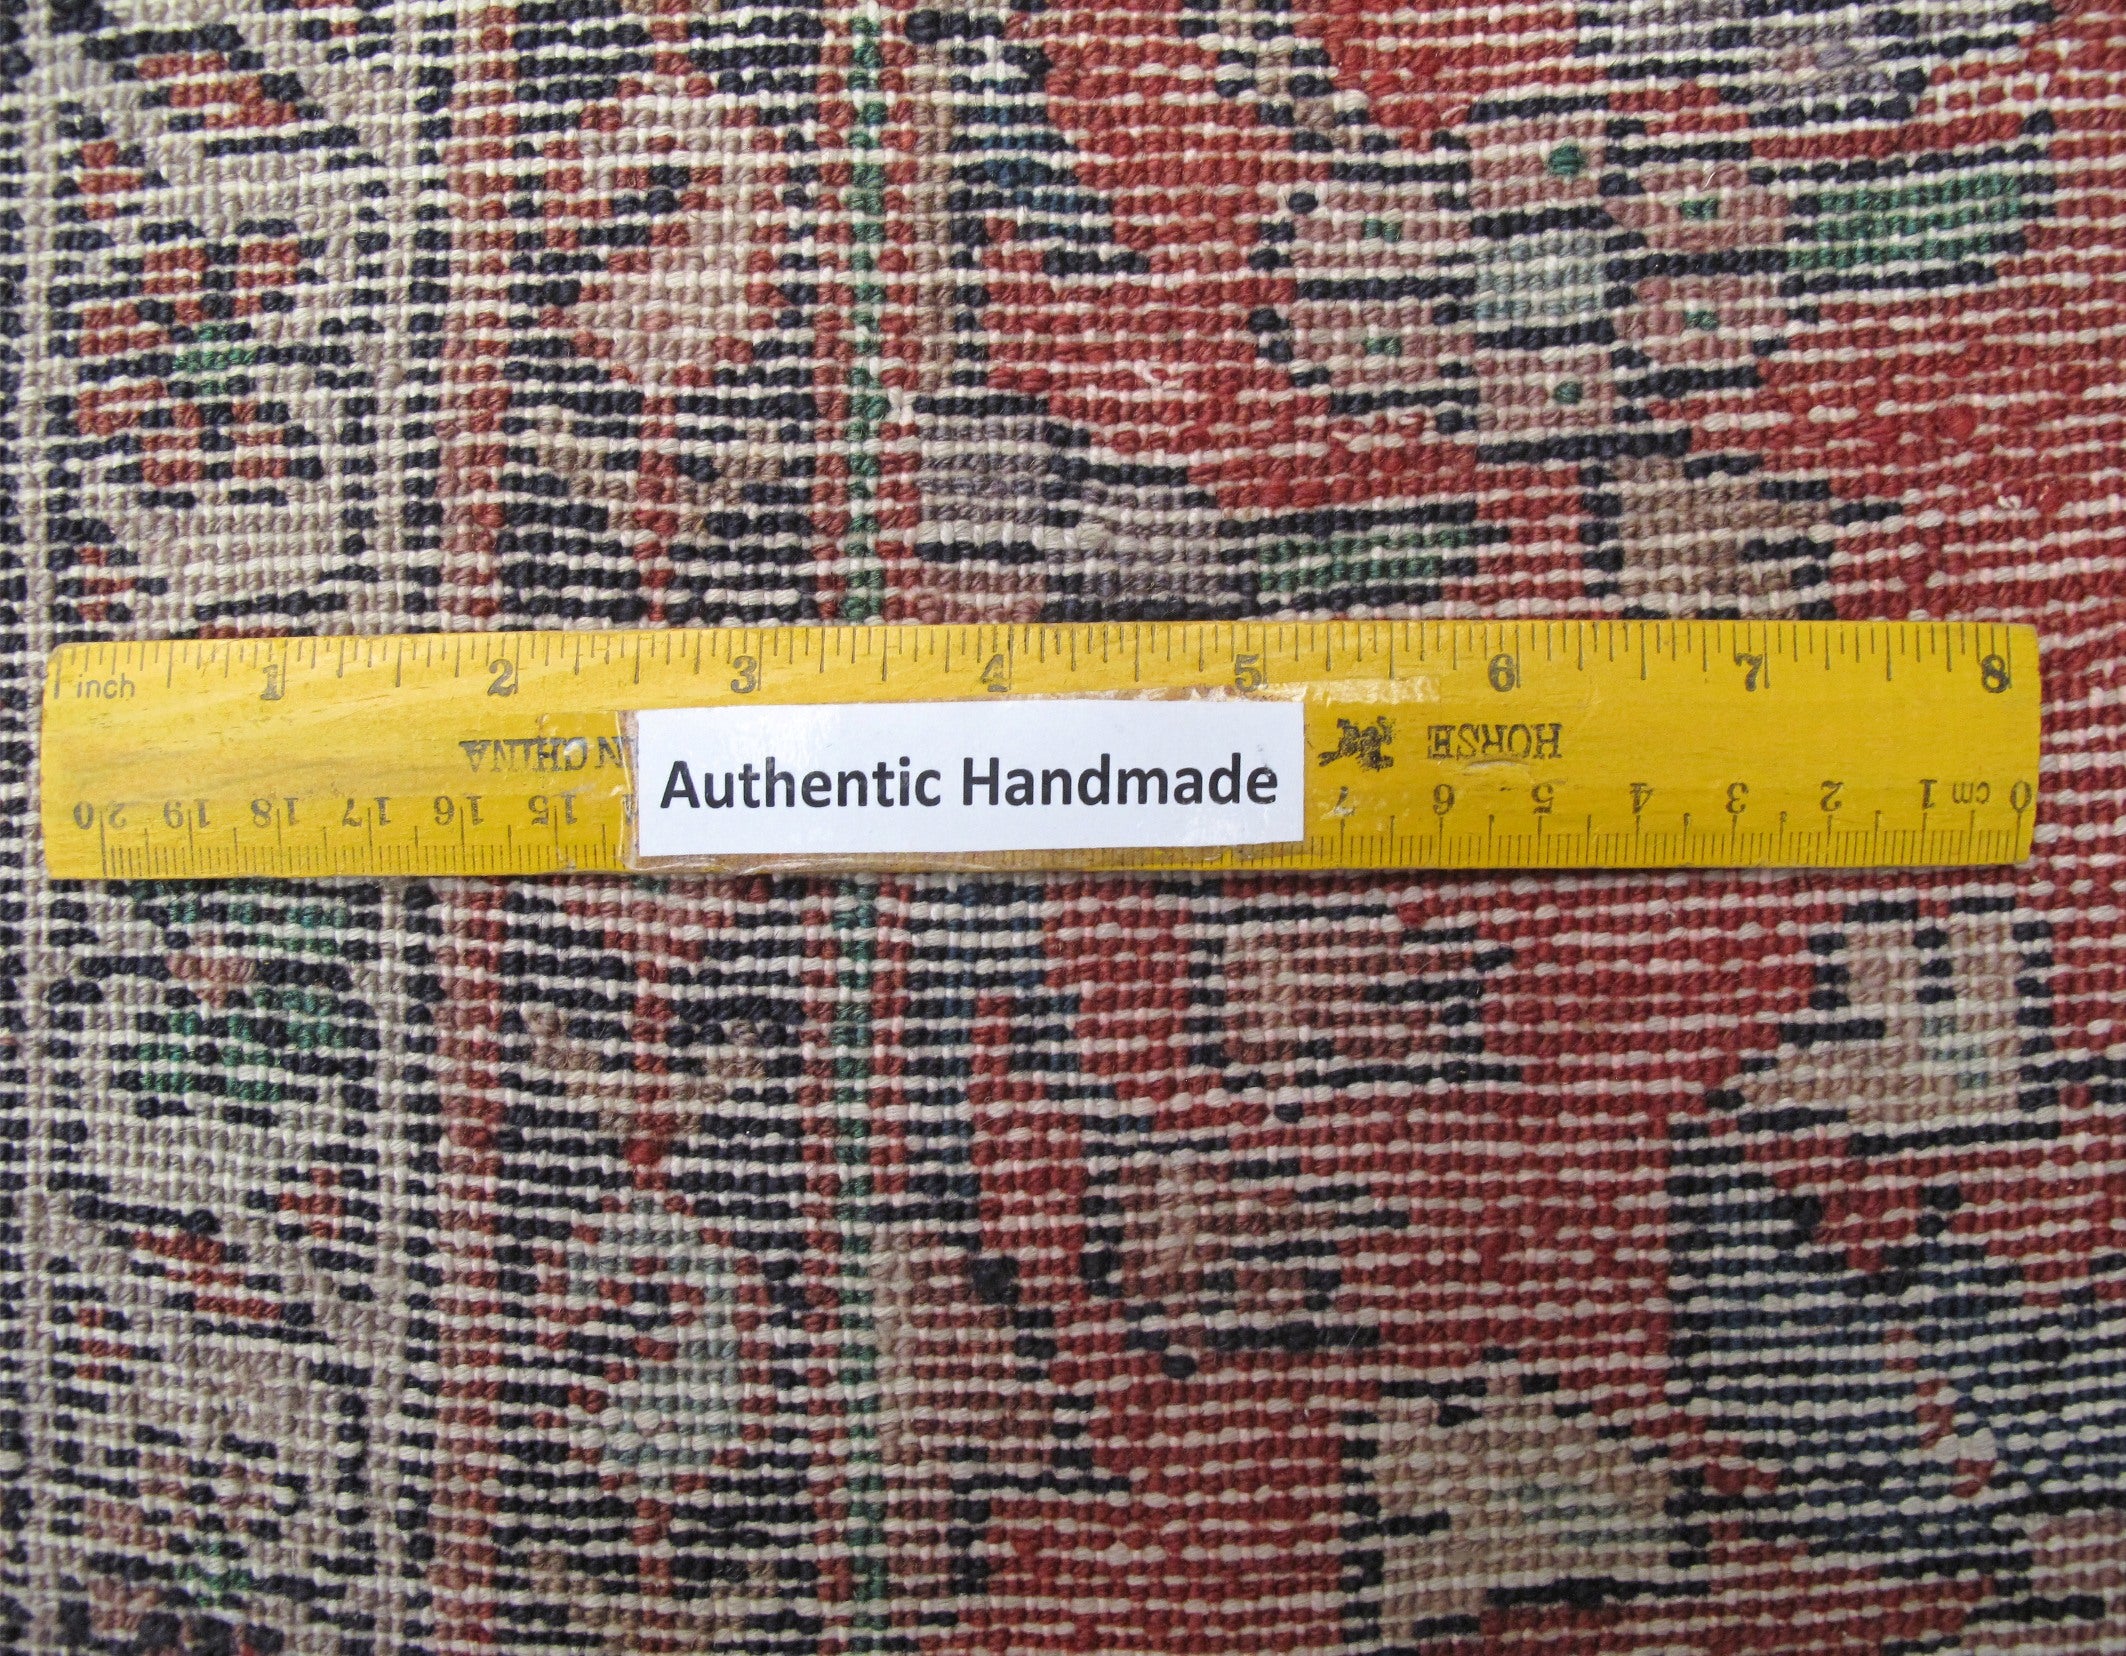 inch 1 2 3 4 5 6 7 8
N CHINA
HORSE
Authentic Handmade
20 19 18 17 16 15 7 6 5 4 3 2 1 cm 0